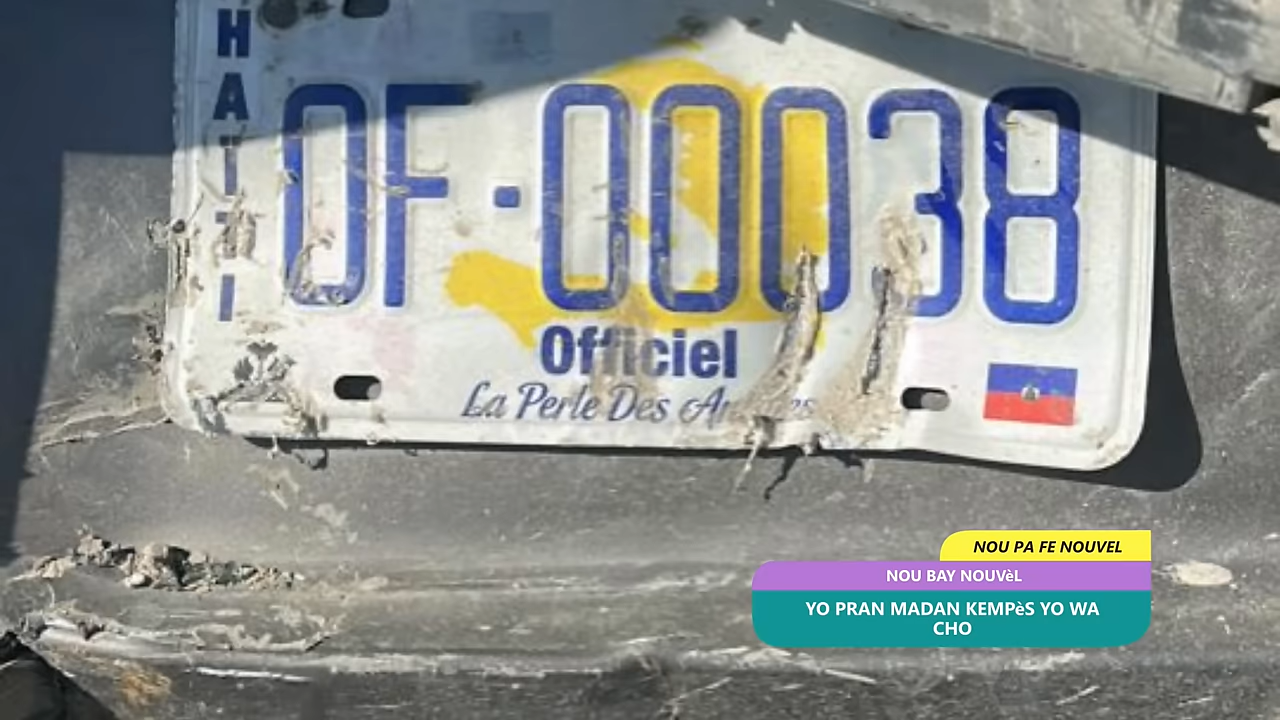 HAITI
OF-00038
Officiel
La Perle Des
NOU PA FE NOUVEL
NOU BAY NOUVèL
YO PRAN MADAN KEMPèS YO WA
CHO